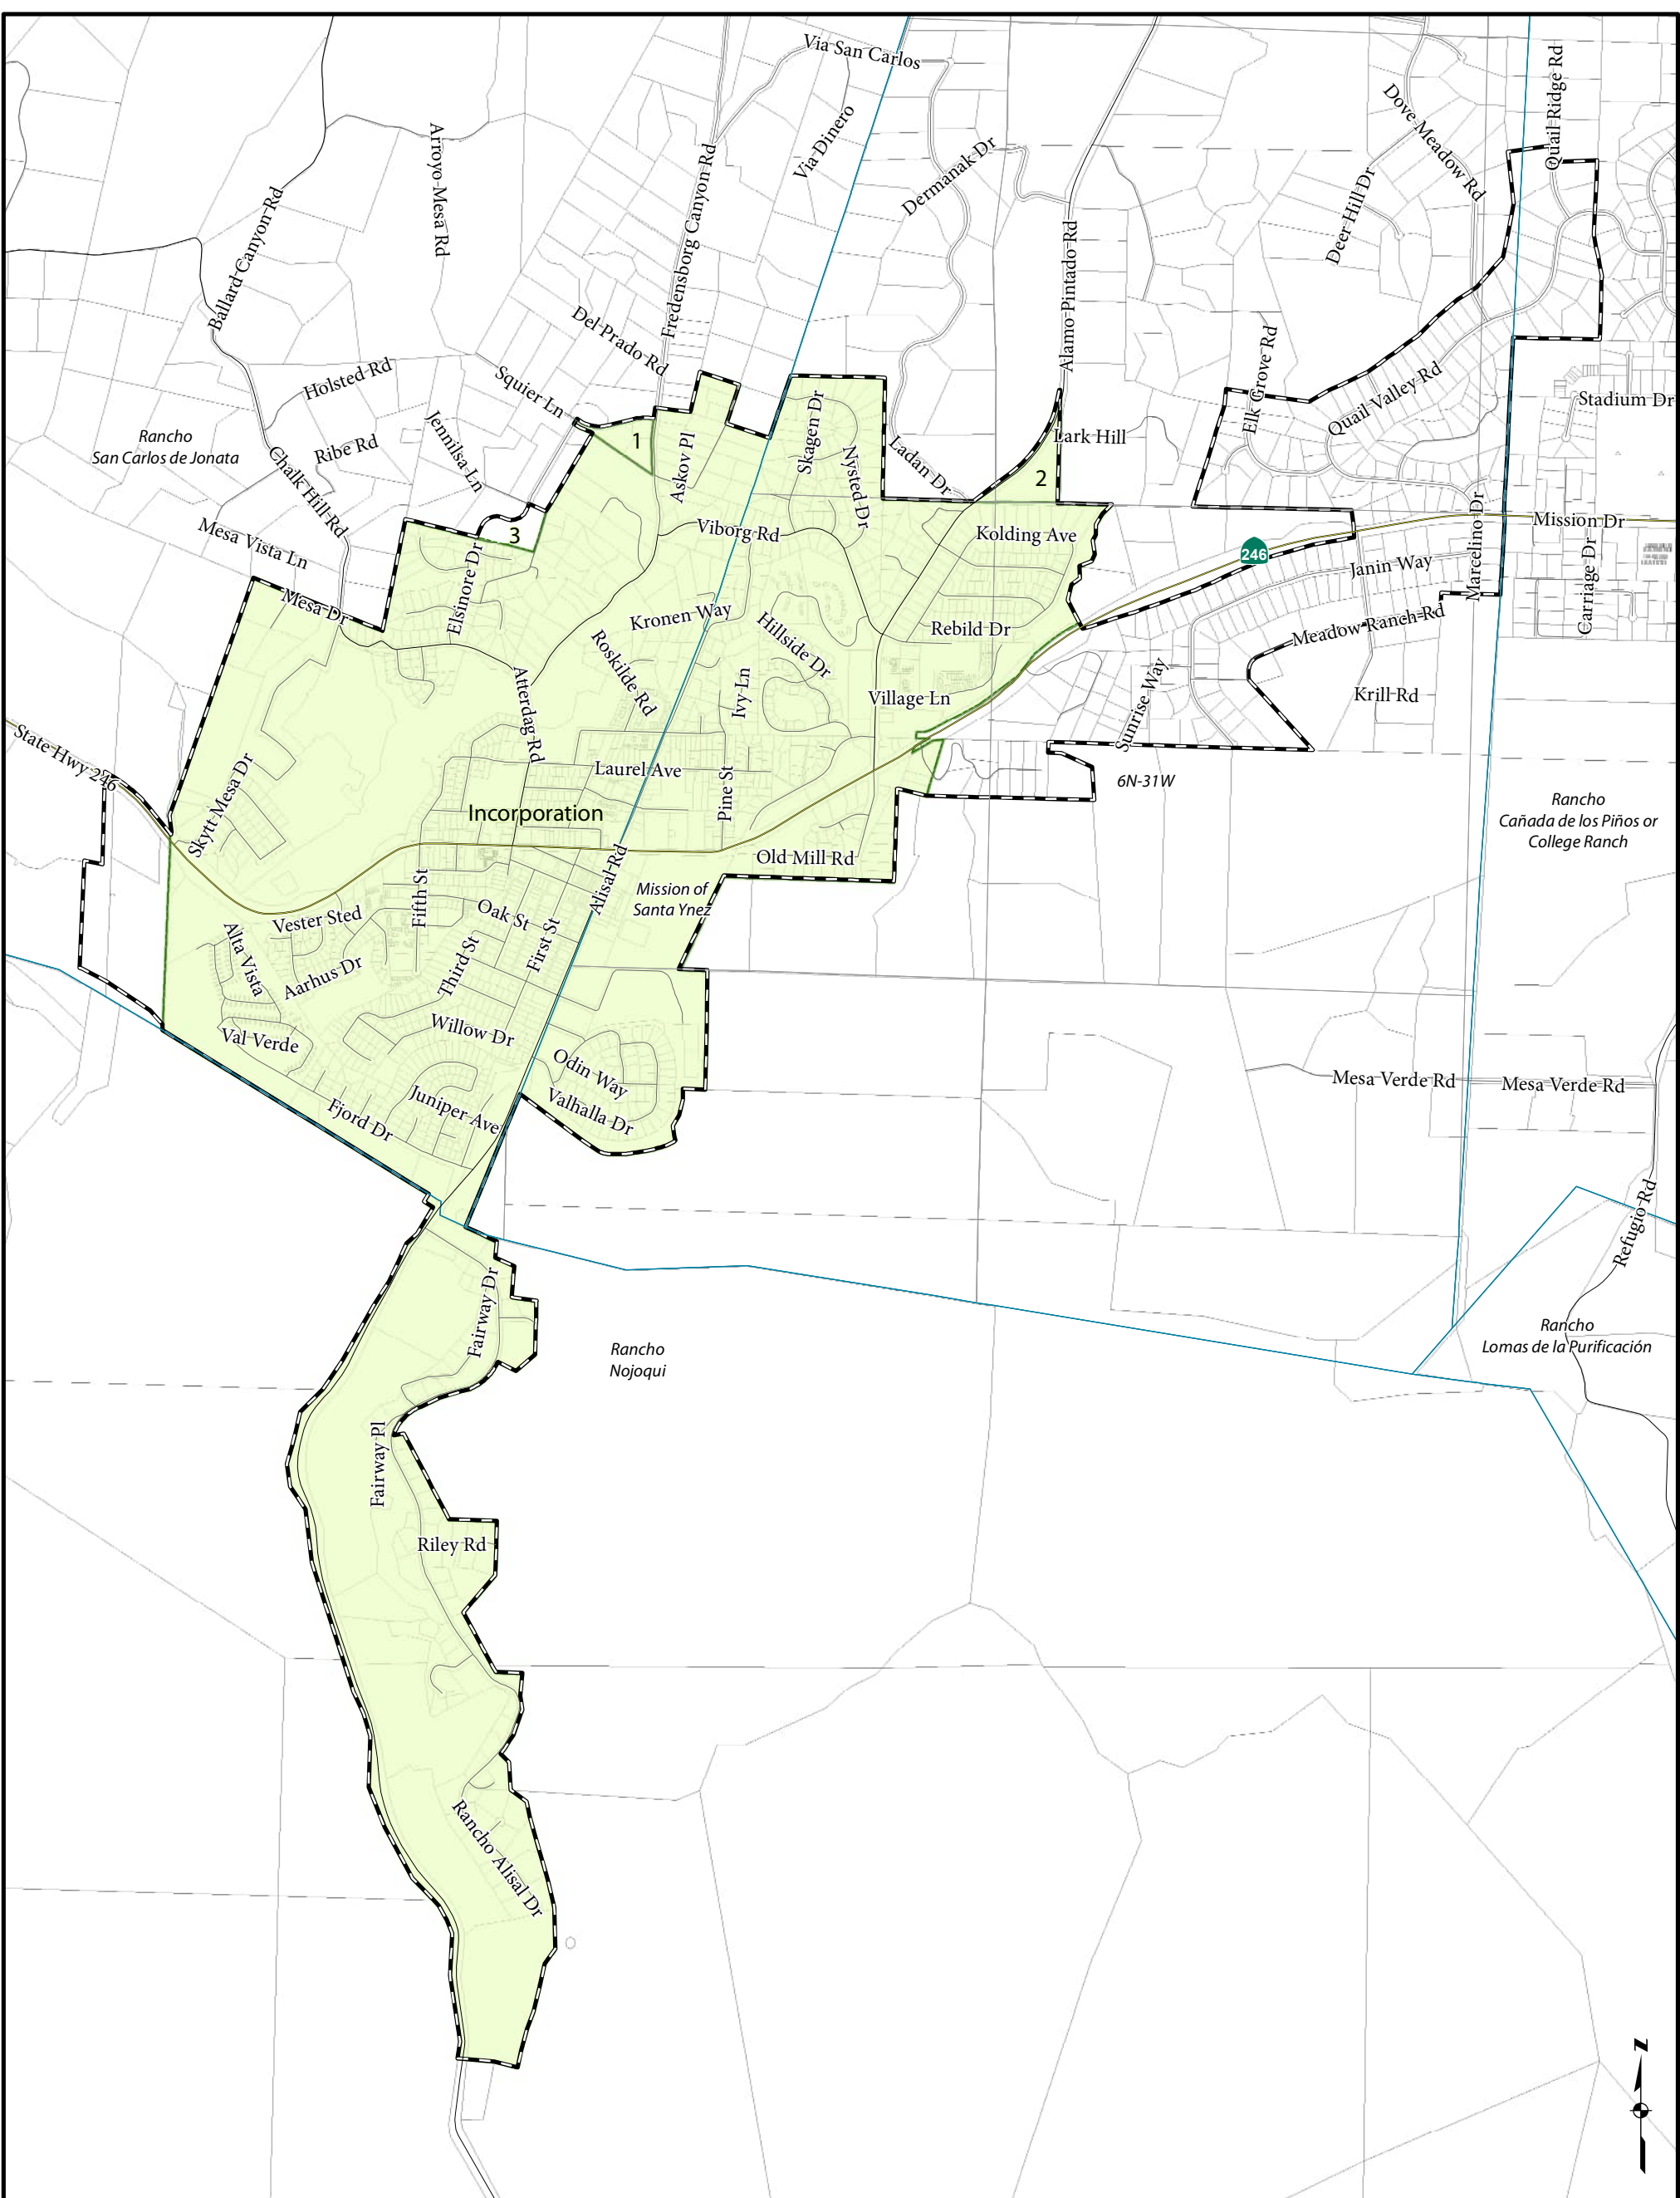 Via San Carlos
Quail Ridge Rd
Dove Meadow Rd
Via Dinero
Arroyo Mesa Rd
Dermanak Dr
Fredensborg Canyon Rd
Deer Hill Dr
Ballard Canyon Rd
Alamo Pintado Rd
Del Prado Rd
Elk Grove Rd
Holsted Rd
Squier Ln
Quail Valley Rd
Stadium Dr
Rancho
San Carlos de Jonata
Ribe Rd
Jennilsa Ln
1
Askov Pl
Skagen Dr
Nysted Dr
Ladan Dr
Lark Hill
2
Chalk Hill Rd
Mesa Vista Ln
3
Viborg Rd
Kolding Ave
Marcelino Dr
Mission Dr
246
Janin Way
Carriage Dr
Mesa Dr
Elsinore Dr
Kronen Way
Hillside Dr
Rebild Dr
Meadow Ranch Rd
Roskilde Rd
Ivy Ln
Village Ln
Sunrise Way
Krill Rd
Atterdag Rd
State Hwy 246
Laurel Ave
Pine St
6N-31W
Skytt Mesa Dr
Incorporation
Rancho
Cañada de los Piños or
College Ranch
Old Mill Rd
Alisal Rd
Mission of
Santa Ynez
Fifth St
Oak St
Vester Sted
First St
Alta Vista
Aarhus Dr
Third St
Willow Dr
Val Verde
Odin Way
Mesa Verde Rd
Mesa Verde Rd
Valhalla Dr
Juniper Ave
Fjord Dr
Refugio Rd
Fairway Dr
Rancho
Nojoqui
Rancho
Lomas de la Purificación
Fairway Pl
Riley Rd
Rancho Alisal Dr
N